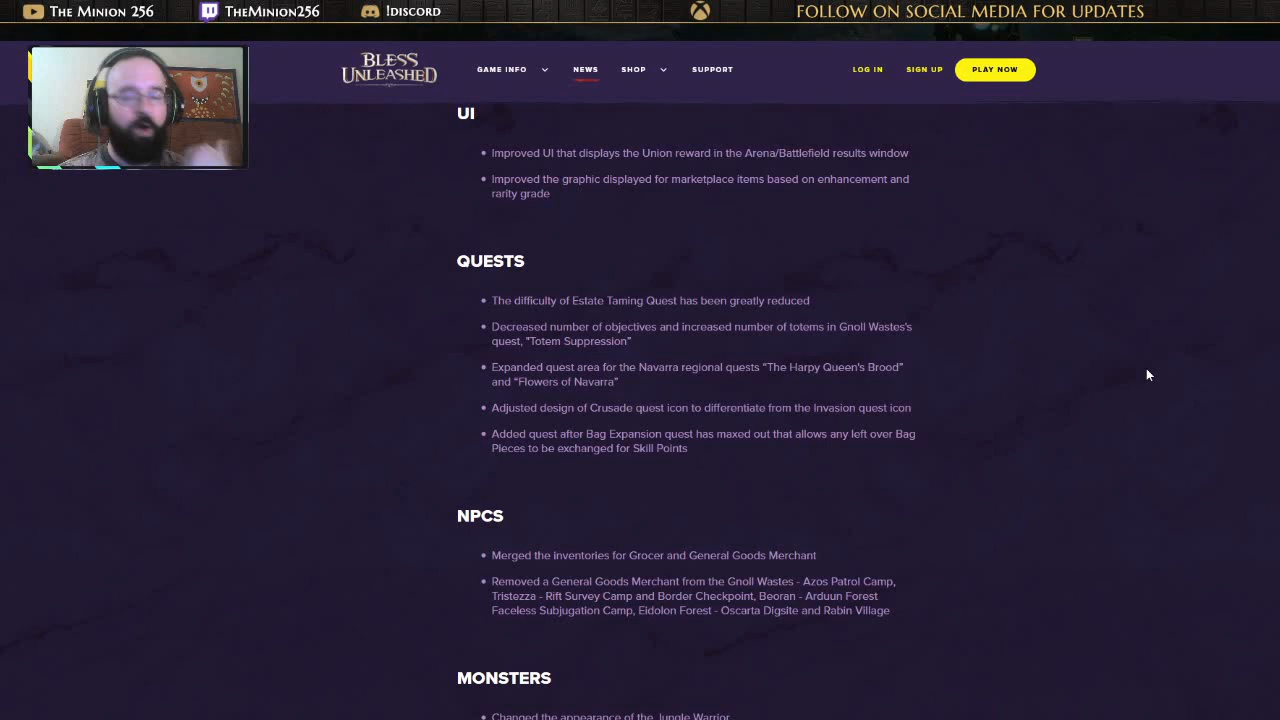 The Minion 256 TheMinion256 !discord FOLLOW ON SOCIAL MEDIA FOR UPDATES
BLESS UNLEASHED
GAME INFO NEWS SHOP SUPPORT LOG IN SIGN UP PLAY NOW
UI
Improved UI that displays the Union reward in the Arena/Battlefield results window
Improved the graphic displayed for marketplace items based on enhancement and
rarity grade
QUESTS
The difficulty of Estate Taming Quest has been greatly reduced
Decreased number of objectives and increased number of totems in Gnoll Wastes's
quest, "Totem Suppression”
Expanded quest area for the Navarra regional quests “The Harpy Queen's Brood”
and “Flowers of Navarra”
Adjusted design of Crusade quest icon to differentiate from the Invasion quest icon
Added quest after Bag Expansion quest has maxed out that allows any left over Bag
Pieces to be exchanged for Skill Points
NPCS
Merged the inventories for Grocer and General Goods Merchant
Removed a General Goods Merchant from the Gnoll Wastes - Azos Patrol Camp,
Tristezza - Rift Survey Camp and Border Checkpoint, Beoran - Arduun Forest
Faceless Subjugation Camp, Eidolon Forest - Oscarta Digsite and Rabin Village
MONSTERS
Changed the appearance of the Jungle Warrior